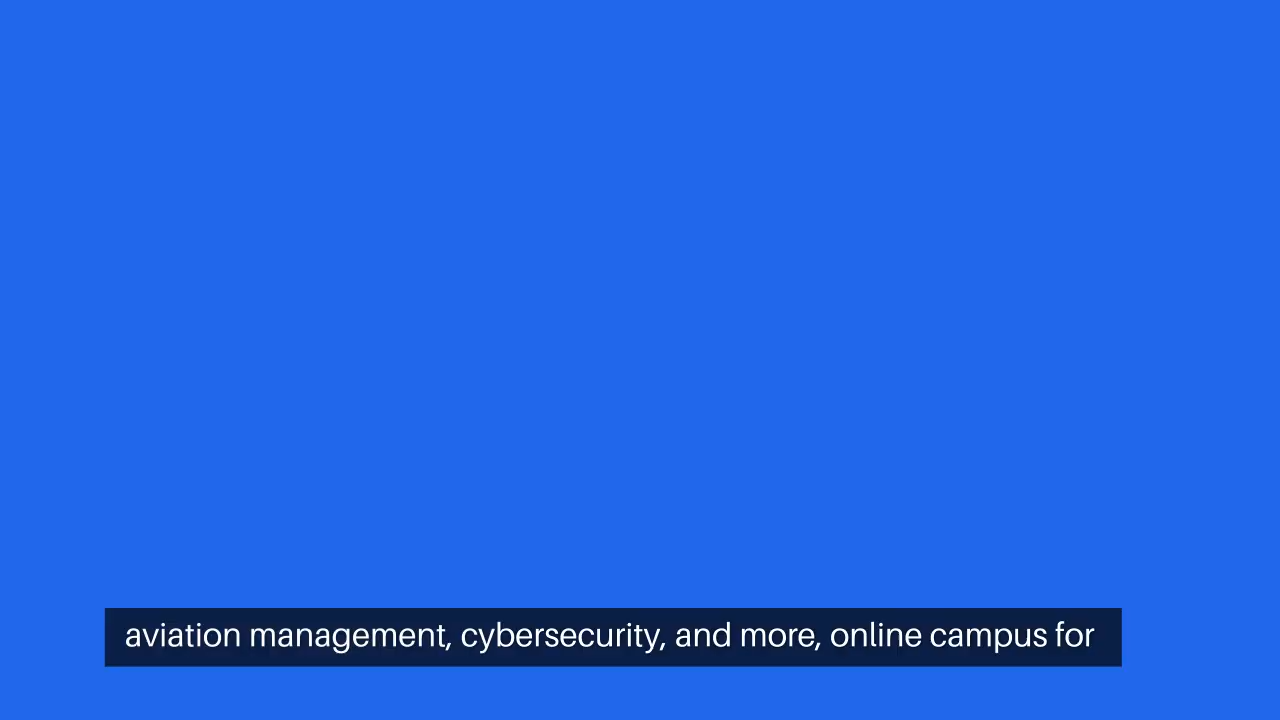 aviation management, cybersecurity, and more, online campus for